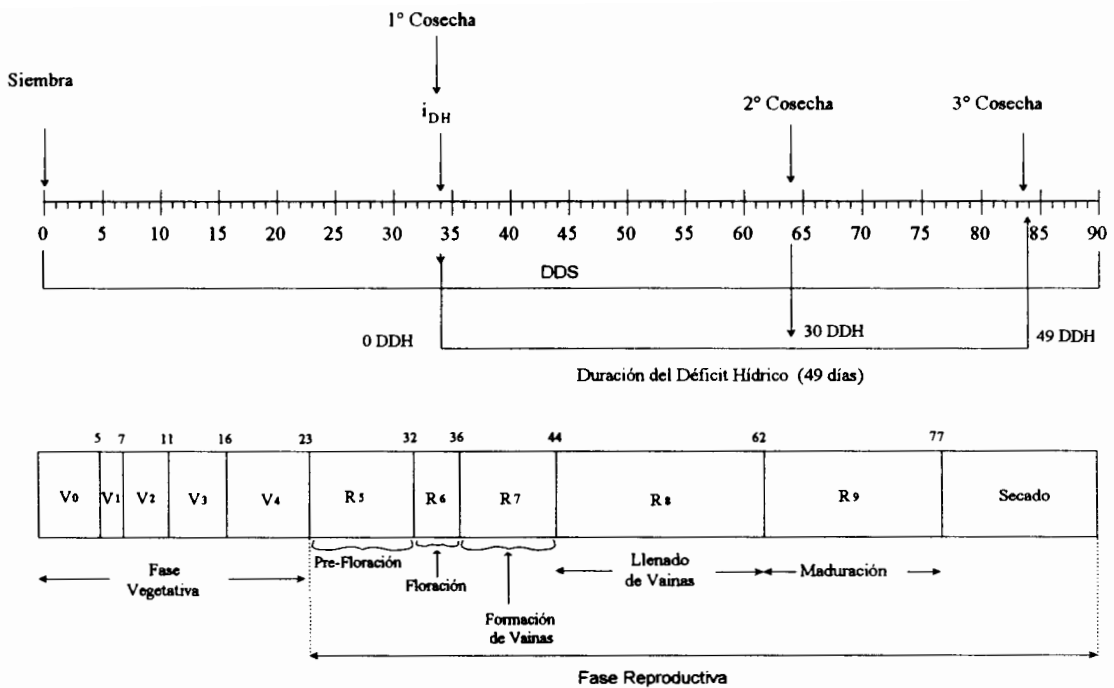 1° Cosecha
Siembra
iDH
2° Cosecha
3° Cosecha
0 5 10 15 20 25 30 35 40 45 50 55 60 65 70 75 80 85 90
DDS
0 DDH
30 DDH
49 DDH
Duración del Déficit Hídrico (49 días)
5 7 11 16 23 32 36 44 62 77
V0 V1 V2 V3 V4 R5 R6 R7 R8 R9 Secado
Fase
Vegetativa
Pre-Floración
Floración
Formación
de Vainas
Llenado
de Vainas
Maduración
Fase Reproductiva